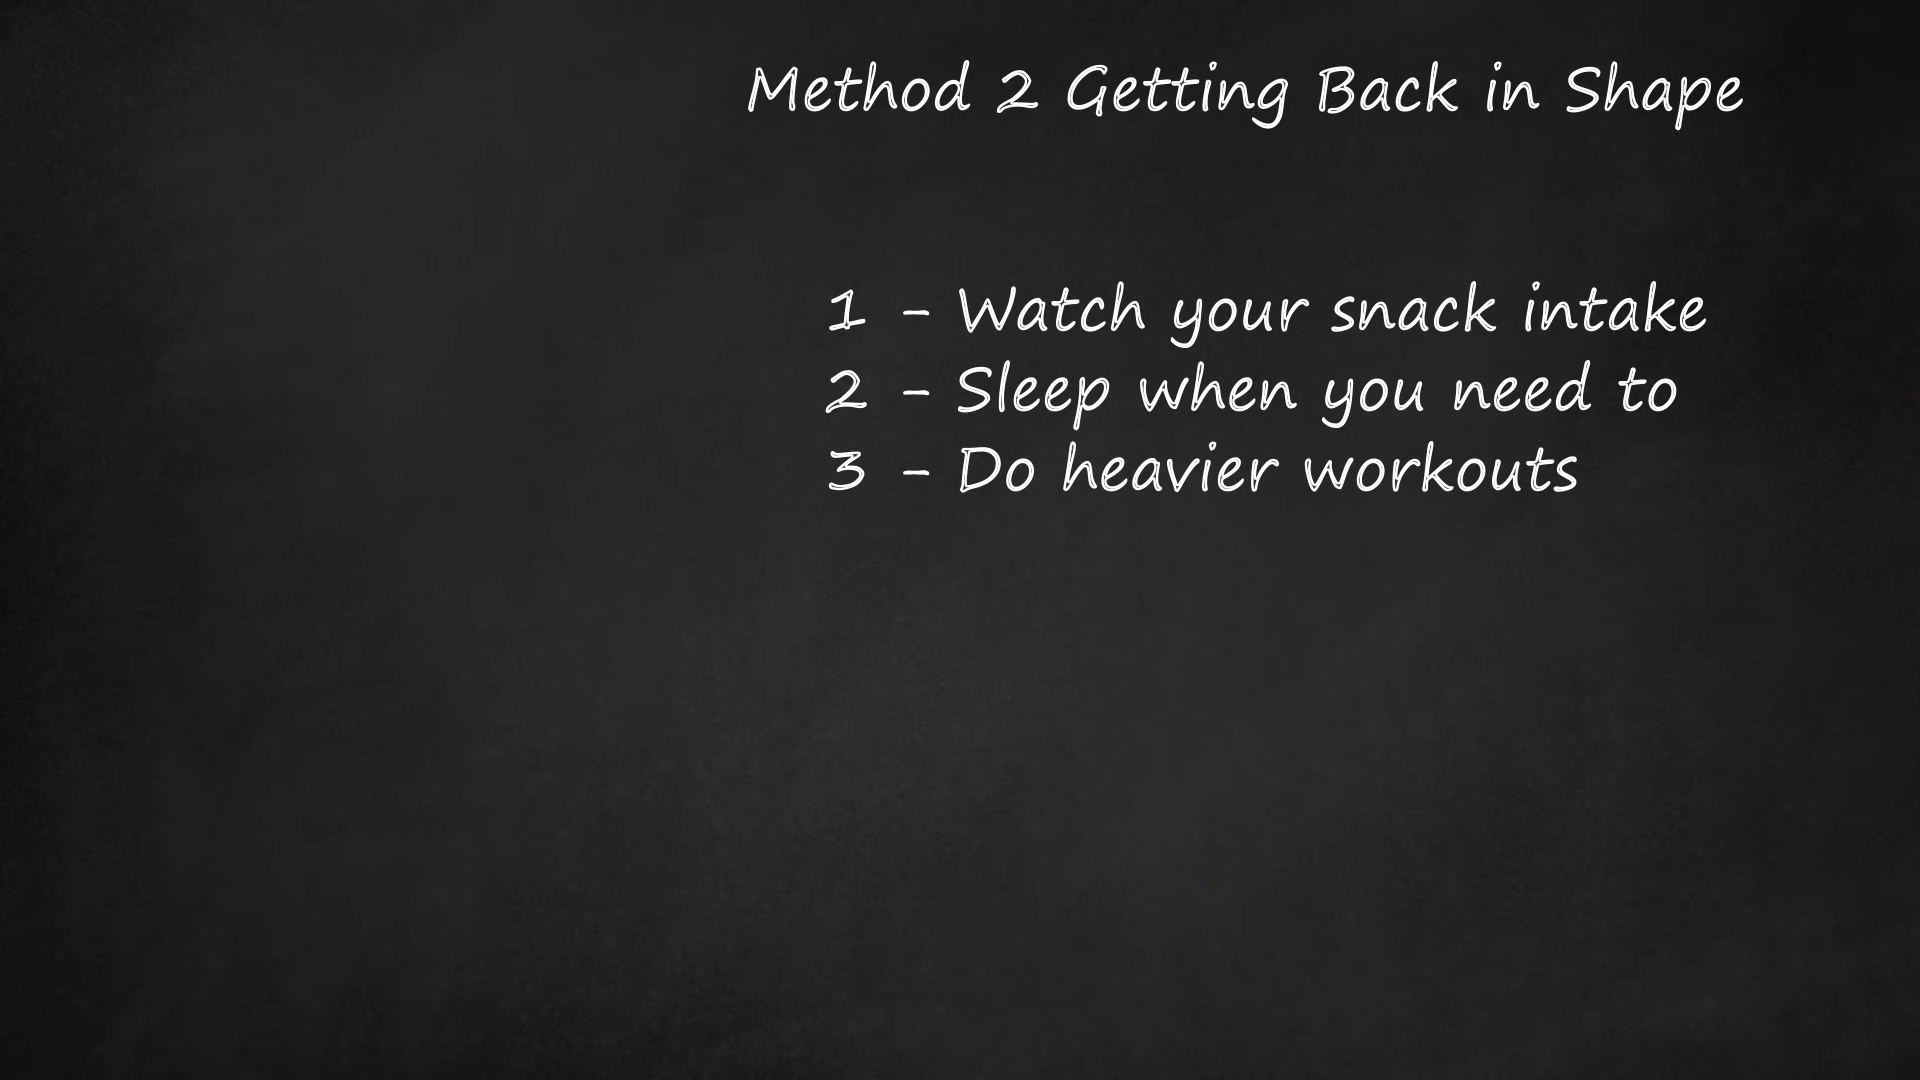 Method 2 Getting Back in Shape
1 - Watch your snack intake
2 - Sleep when you need to
3 - Do heavier workouts